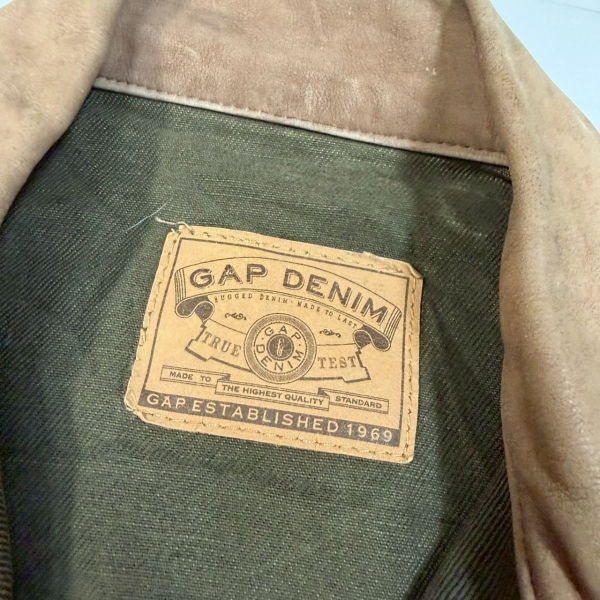 GAP DENIM
RUGGED DENIM · MADE TO LAST
TRUE TEST
GAP DENIM
MADE TO THE HIGHEST QUALITY STANDARD
GAP ESTABLISHED 1969